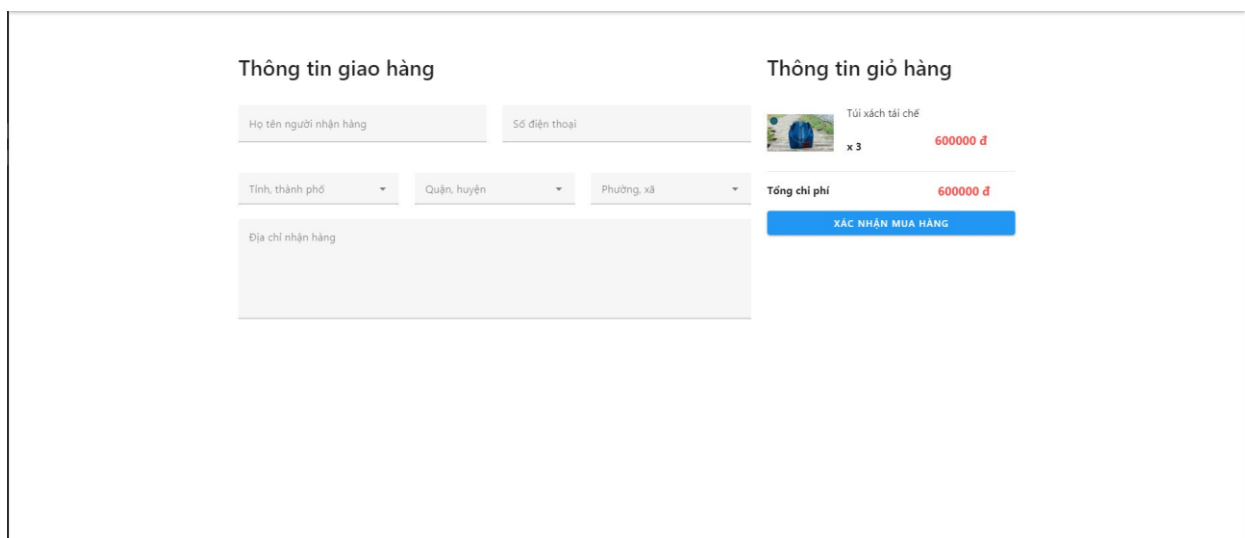 Thông tin giao hàng
Họ tên người nhận hàng
Số điện thoại
Tỉnh, thành phố
Quận, huyện
Phường, xã
Địa chỉ nhận hàng
Thông tin giỏ hàng
Túi xách tái chế
x 3
600000 đ
Tổng chi phí
600000 đ
XÁC NHẬN MUA HÀNG